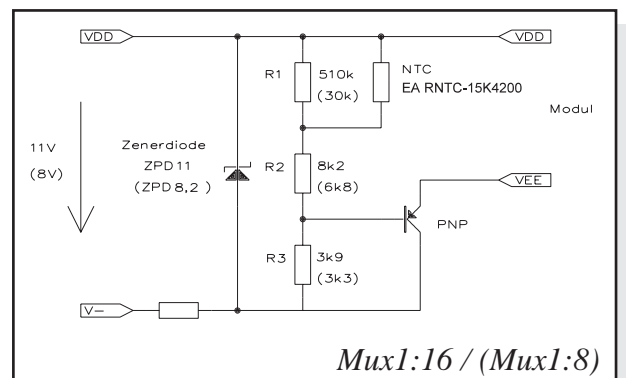 VDD
VDD
R1
510k
(30k)
NTC
EA RNTC-15K4200
Modul
11V
(8V)
Zenerdiode
ZPD11
(ZPD8,2)
R2
8k2
(6k8)
VEE
PNP
R3
3k9
(3k3)
V–
Mux1:16 / (Mux1:8)